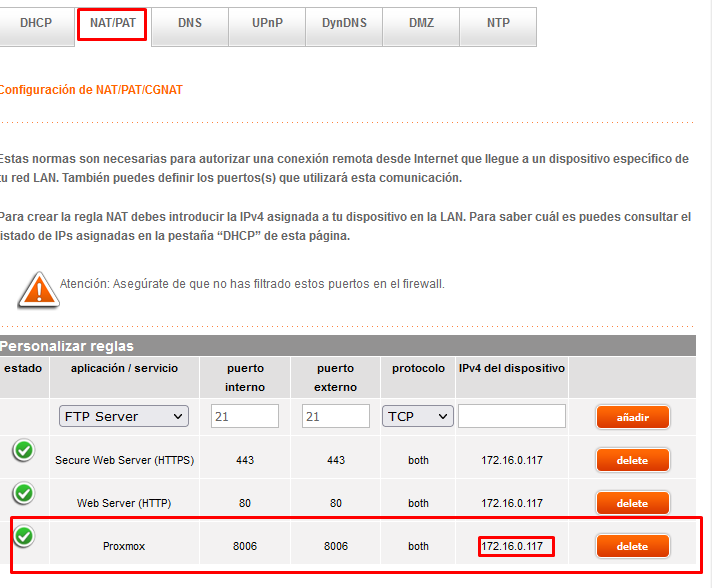 DHCP NAT/PAT DNS UPnP DynDNS DMZ NTP
Configuración de NAT/PAT/CGNAT
Estas normas son necesarias para autorizar una conexión remota desde Internet que llegue a un dispositivo específico de
tu red LAN. También puedes definir los puertos(s) que utilizará esta comunicación.
Para crear la regla NAT debes introducir la IPv4 asignada a tu dispositivo en la LAN. Para saber cuál es puedes consultar el
listado de IPs asignadas en la pestaña “DHCP” de esta página.
Atención: Asegúrate de que no has filtrado estos puertos en el firewall.
Personalizar reglas
estado aplicación / servicio puerto interno puerto externo protocolo IPv4 del dispositivo
FTP Server 21 21 TCP añadir
Secure Web Server (HTTPS) 443 443 both 172.16.0.117 delete
Web Server (HTTP) 80 80 both 172.16.0.117 delete
Proxmox 8006 8006 both 172.16.0.117 delete